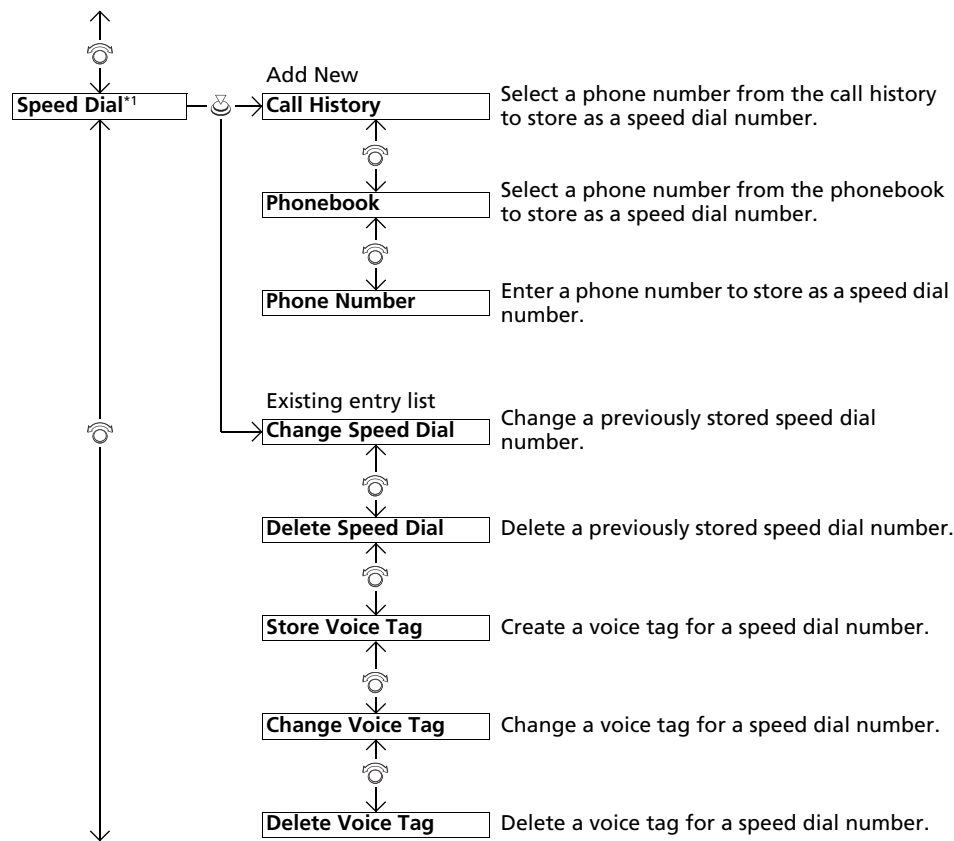 Add New
Speed Dial*1
Call History
Select a phone number from the call history
to store as a speed dial number.
Phonebook
Select a phone number from the phonebook
to store as a speed dial number.
Phone Number
Enter a phone number to store as a speed dial
number.
Existing entry list
Change Speed Dial
Change a previously stored speed dial
number.
Delete Speed Dial
Delete a previously stored speed dial number.
Store Voice Tag
Create a voice tag for a speed dial number.
Change Voice Tag
Change a voice tag for a speed dial number.
Delete Voice Tag
Delete a voice tag for a speed dial number.